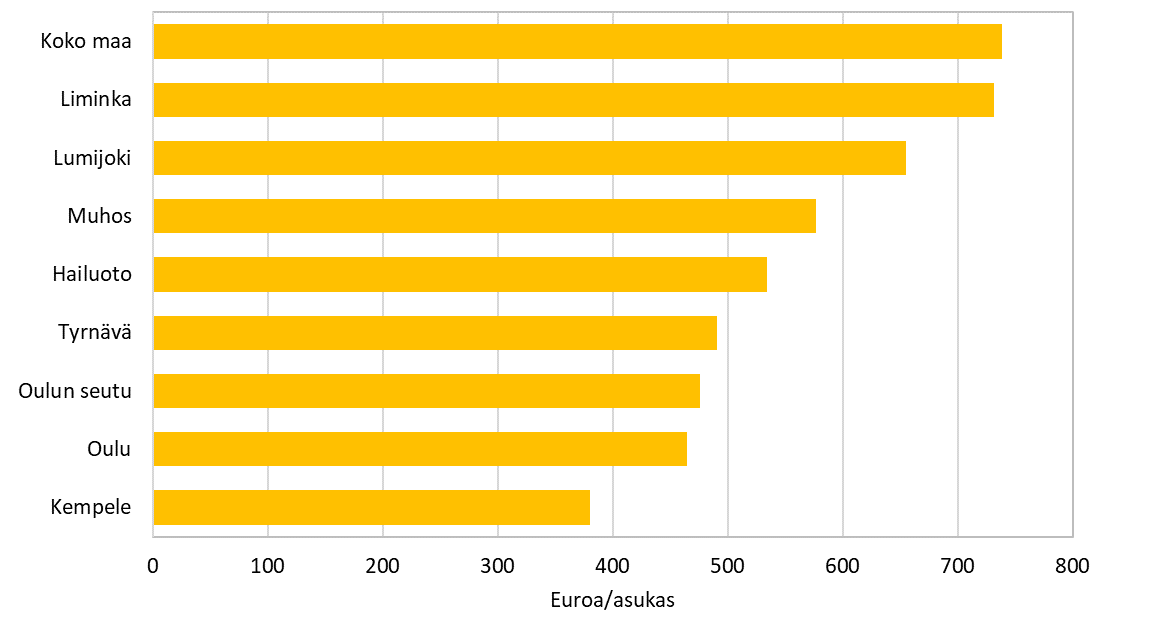 Koko maa
Liminka
Lumijoki
Muhos
Hailuoto
Tyrnävä
Oulun seutu
Oulu
Kempele
0 100 200 300 400 500 600 700 800
Euroa/asukas